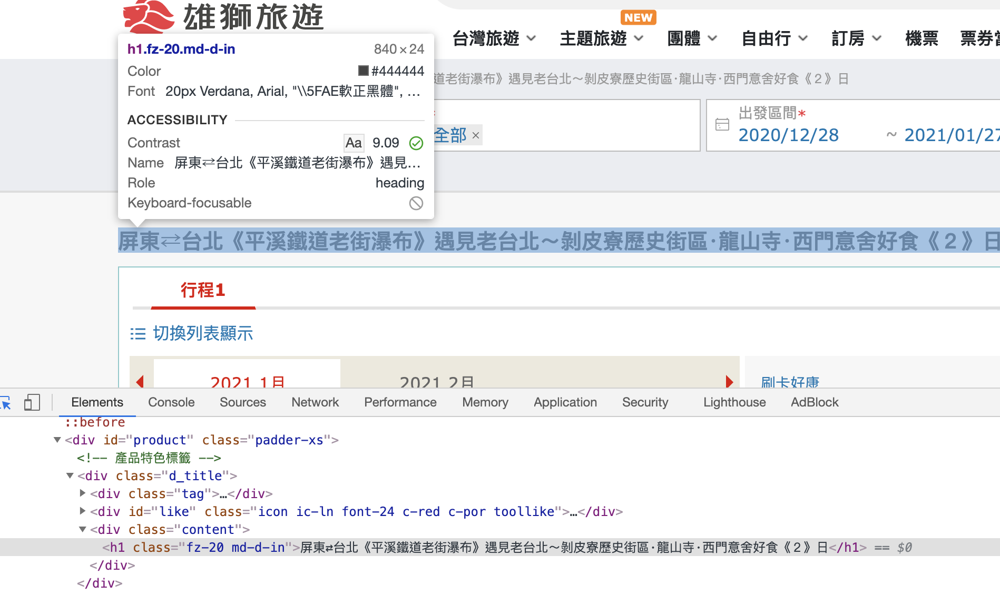 雄獅旅遊
NEW
台灣旅遊 主題旅遊 團體 自由行 訂房 機票 票券
h1.fz-20.md-d-in 840×24
Color #444444
Font 20px Verdana, Arial, "\\5FAE軟正黑體", …
ACCESSIBILITY
Contrast Aa 9.09
Name 屏東⇄台北《平溪鐵道老街瀑布》遇見…
Role heading
Keyboard-focusable
道老街瀑布》遇見老台北～剝皮寮歷史街區·龍山寺·西門意舍好食《２》日
全部 ×
出發區間*
2020/12/28 ~ 2021/01/27
屏東⇄台北《平溪鐵道老街瀑布》遇見老台北～剝皮寮歷史街區·龍山寺·西門意舍好食《２》日
行程1
切換列表顯示
2021 1月 2021 2月
刷卡好康
Elements Console Sources Network Performance Memory Application Security Lighthouse AdBlock
::before
<div id="product" class="padder-xs">
<!-- 產品特色標籤 -->
<div class="d_title">
<div class="tag">…</div>
<div id="like" class="icon ic-ln font-24 c-red c-por toollike">…</div>
<div class="content">
<h1 class="fz-20 md-d-in">屏東⇄台北《平溪鐵道老街瀑布》遇見老台北～剝皮寮歷史街區·龍山寺·西門意舍好食《２》日</h1> == $0
</div>
</div>